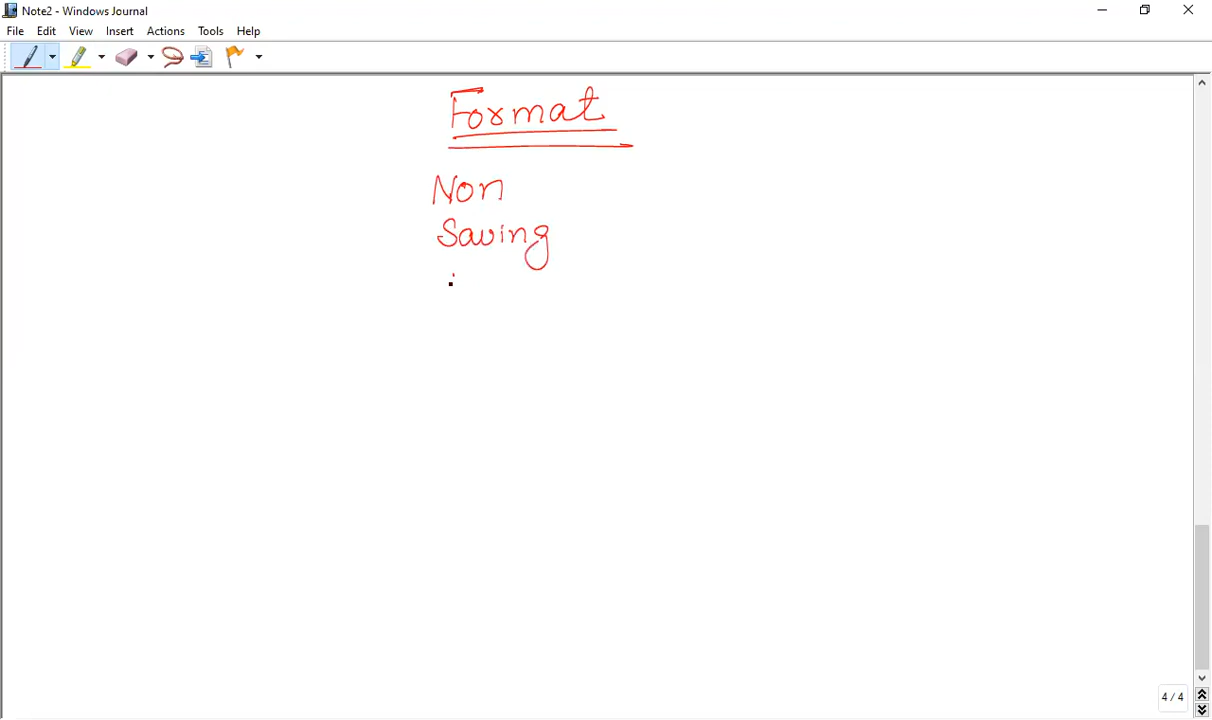 Note2 - Windows Journal
File Edit View Insert Actions Tools Help
Format
Non
Saving
4 / 4